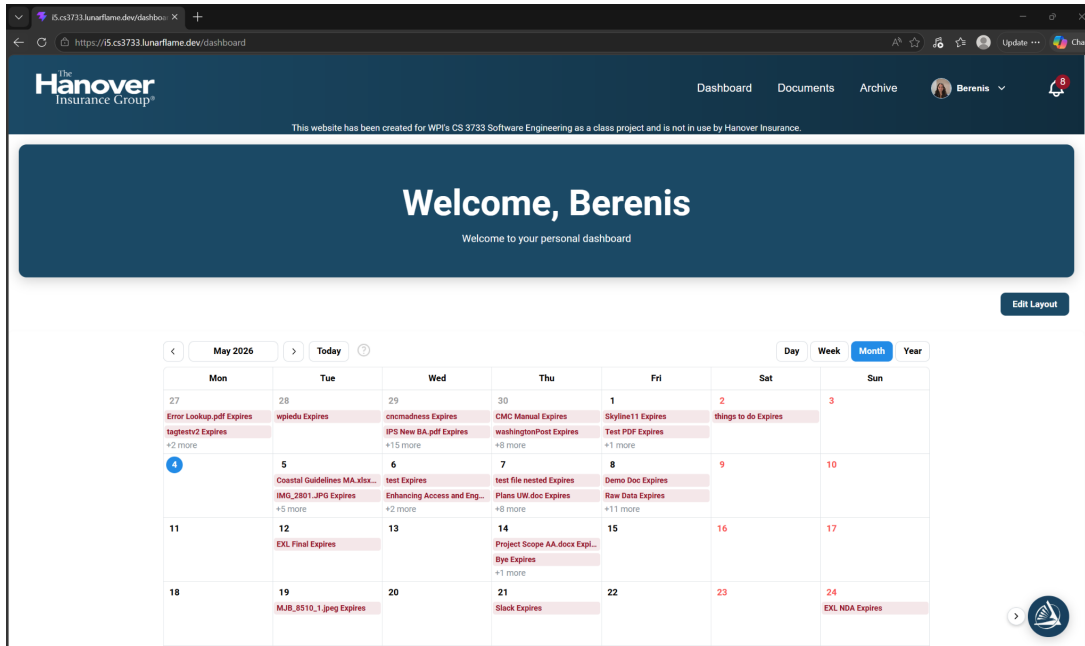 i5.cs3733.lunarflame.dev/dashboa
https://i5.cs3733.lunarflame.dev/dashboard
Update
Cha
The
Hanover
Insurance Group®
Dashboard Documents Archive Berenis 8
This website has been created for WPI's CS 3733 Software Engineering as a class project and is not in use by Hanover Insurance.
Welcome, Berenis
Welcome to your personal dashboard
Edit Layout
May 2026 Today ? Day Week Month Year
Mon Tue Wed Thu Fri Sat Sun
27 28 29 30 1 2 3
Error Lookup.pdf Expires wpiedu Expires cncmadness Expires CMC Manual Expires Skyline11 Expires things to do Expires
tagtestv2 Expires IPS New BA.pdf Expires washingtonPost Expires Test PDF Expires
+2 more +15 more +8 more +1 more
4 5 6 7 8 9 10
Coastal Guidelines MA.xlsx... test Expires test file nested Expires Demo Doc Expires
IMG_2801.JPG Expires Enhancing Access and Eng... Plans UW.doc Expires Raw Data Expires
+5 more +2 more +8 more +11 more
11 12 13 14 15 16 17
EXL Final Expires Project Scope AA.docx Expi...
Bye Expires
+1 more
18 19 20 21 22 23 24
MJB_8510_1.jpeg Expires Slack Expires EXL NDA Expires